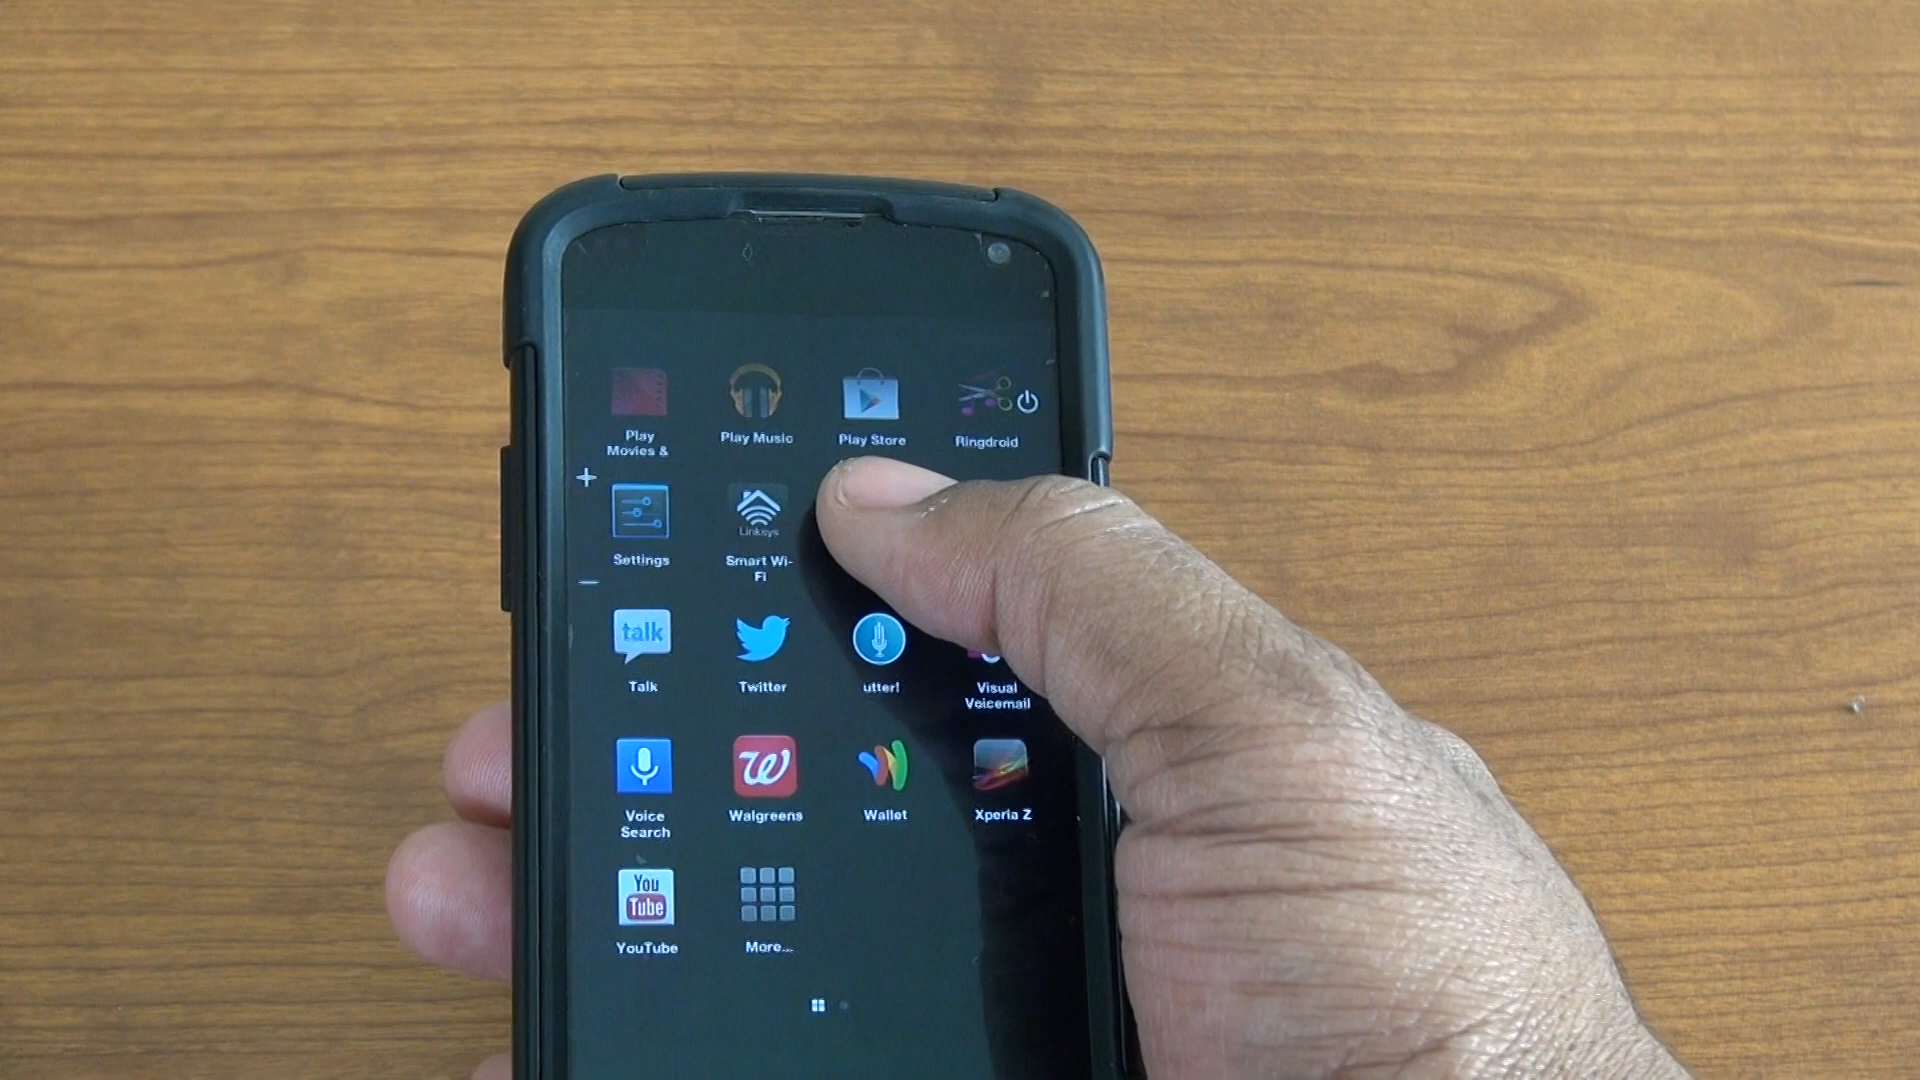 Play
Movies &
Play Music
Play Store
Ringdroid
Settings
Linksys
Smart Wi-
Fi
talk
Talk
Twitter
utter!
Visual
Voicemail
Voice
Search
W
Walgreens
Wallet
Xperia Z
You
Tube
YouTube
More...